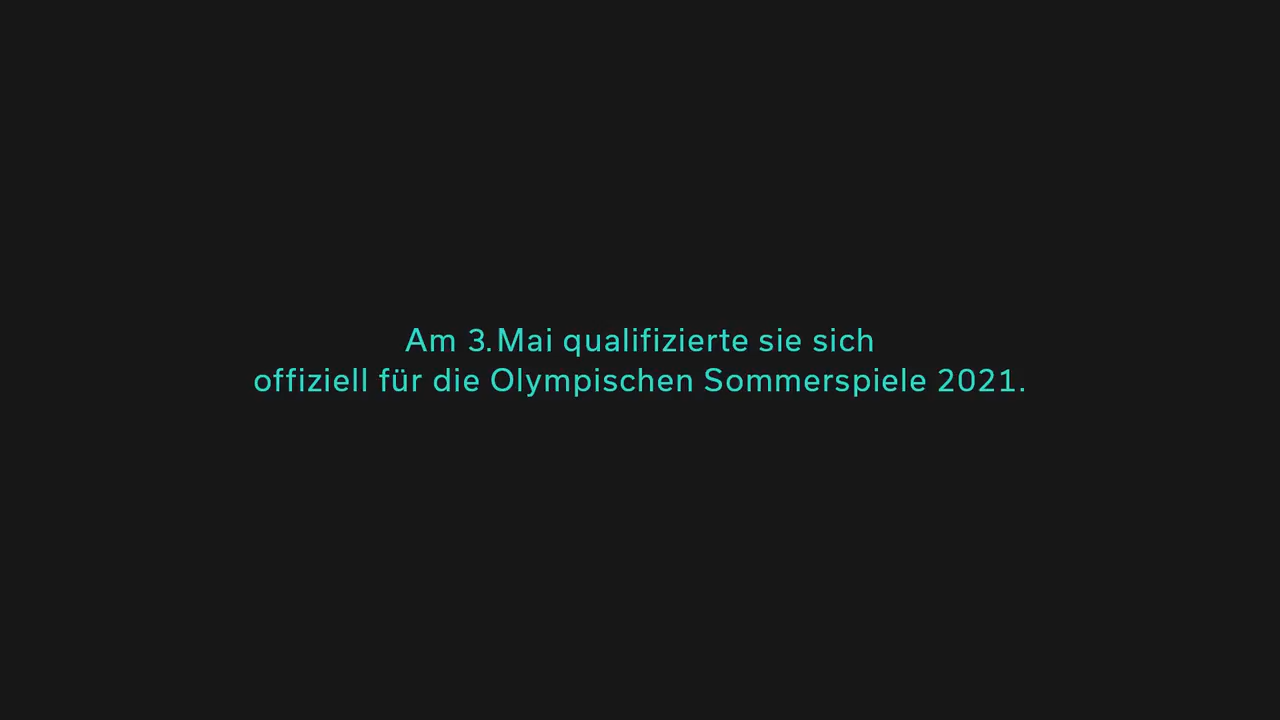 Am 3. Mai qualifizierte sie sich
offiziell für die Olympischen Sommerspiele 2021.